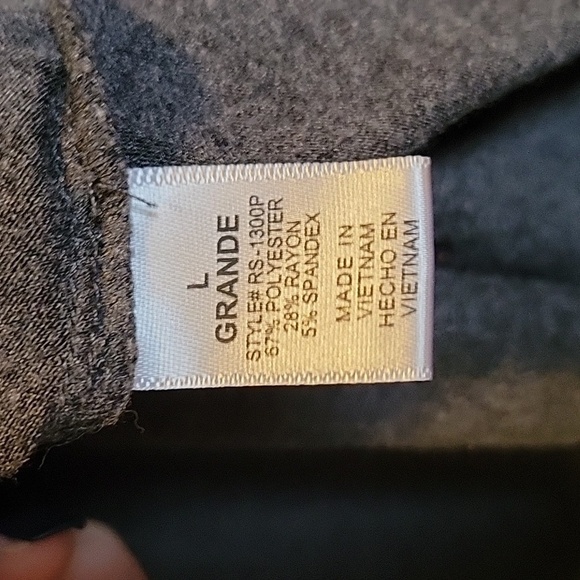 L
GRANDE
STYLE# RS-1300P
67% POLYESTER
28% RAYON
5% SPANDEX
MADE IN
VIETNAM
HECHO EN
VIETNAM